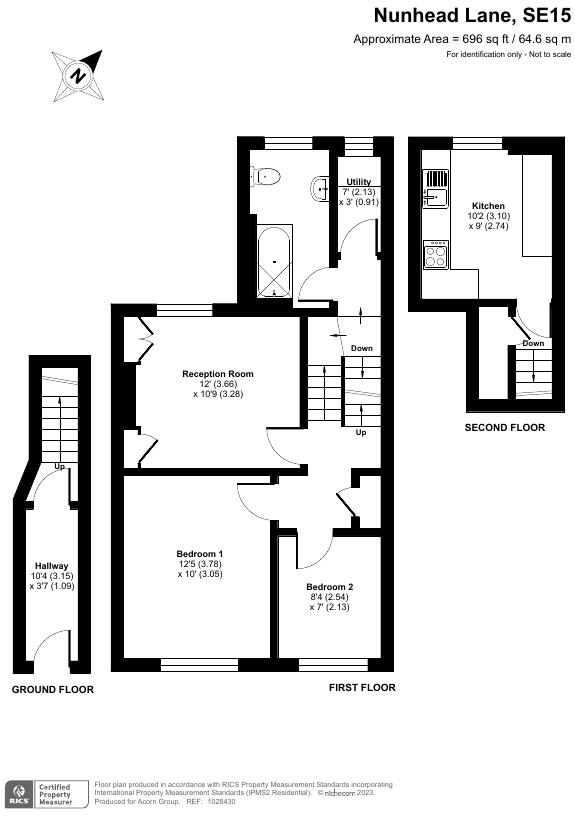 Nunhead Lane, SE15
Approximate Area = 696 sq ft / 64.6 sq m
For identification only - Not to scale
N
Utility
7' (2.13)
x 3' (0.91)
Kitchen
10'2 (3.10)
x 9' (2.74)
Down
SECOND FLOOR
Reception Room
12' (3.66)
x 10'9 (3.28)
Down
Up
Up
Hallway
10'4 (3.15)
x 3'7 (1.09)
GROUND FLOOR
Bedroom 1
12'5 (3.78)
x 10' (3.05)
Bedroom 2
8'4 (2.54)
x 7' (2.13)
FIRST FLOOR
RICS
Certified
Property
Measurer
Floor plan produced in accordance with RICS Property Measurement Standards incorporating
International Property Measurement Standards (IPMS2 Residential). © nichecom 2023.
Produced for Acorn Group. REF: 1028430